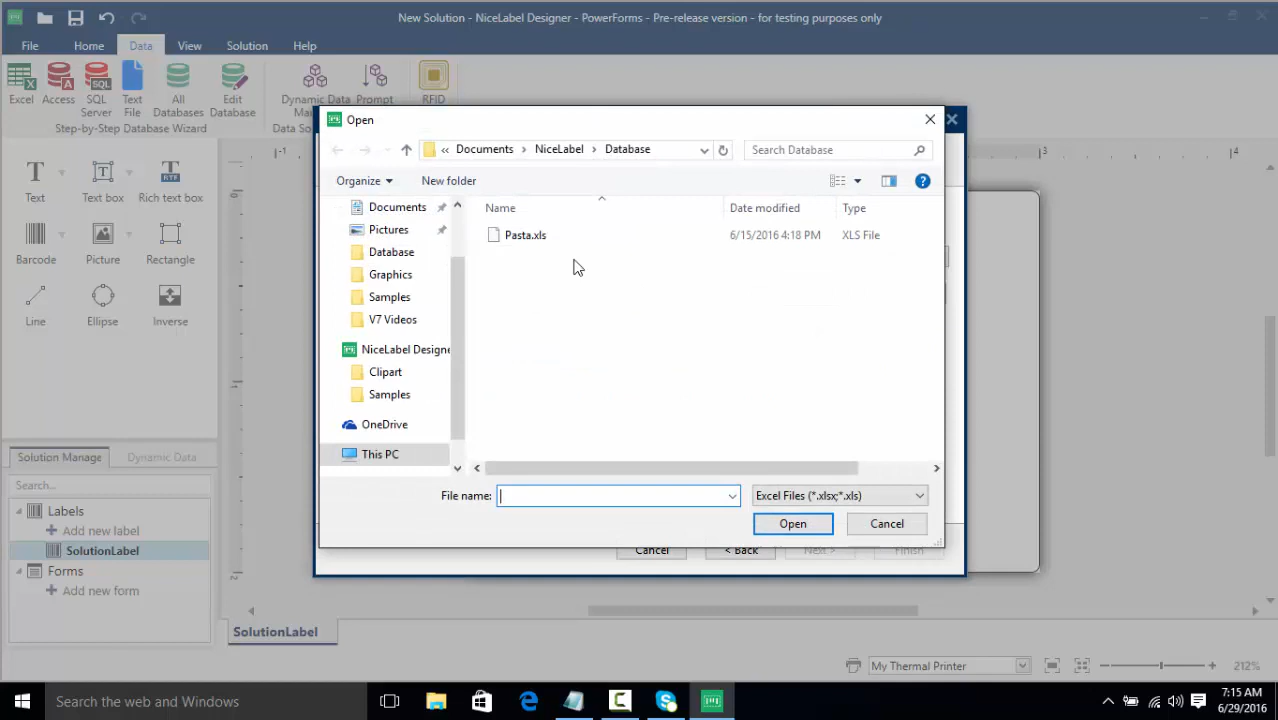 New Solution - NiceLabel Designer - PowerForms - Pre-release version - for testing purposes only
File Home Data View Solution Help
Excel Access SQL Server Text File All Databases Edit Database Dynamic Data Prompt RFID
Step-by-Step Database Wizard
Open
« Documents > NiceLabel > Database
Search Database
Organize New folder
Name Date modified Type
Pasta.xls 6/15/2016 4:18 PM XLS File
Documents
Pictures
Database
Graphics
Samples
V7 Videos
NiceLabel Designe
Clipart
Samples
OneDrive
This PC
File name: Excel Files (*.xlsx;*.xls)
Open Cancel
Cancel < Back Next > Finish
Text Text box Rich text box
Barcode Picture Rectangle
Line Ellipse Inverse
Solution Manage Dynamic Data
Search...
Labels
Add new label
SolutionLabel
Forms
Add new form
SolutionLabel
My Thermal Printer 212%
Search the web and Windows
7:15 AM
6/29/2016